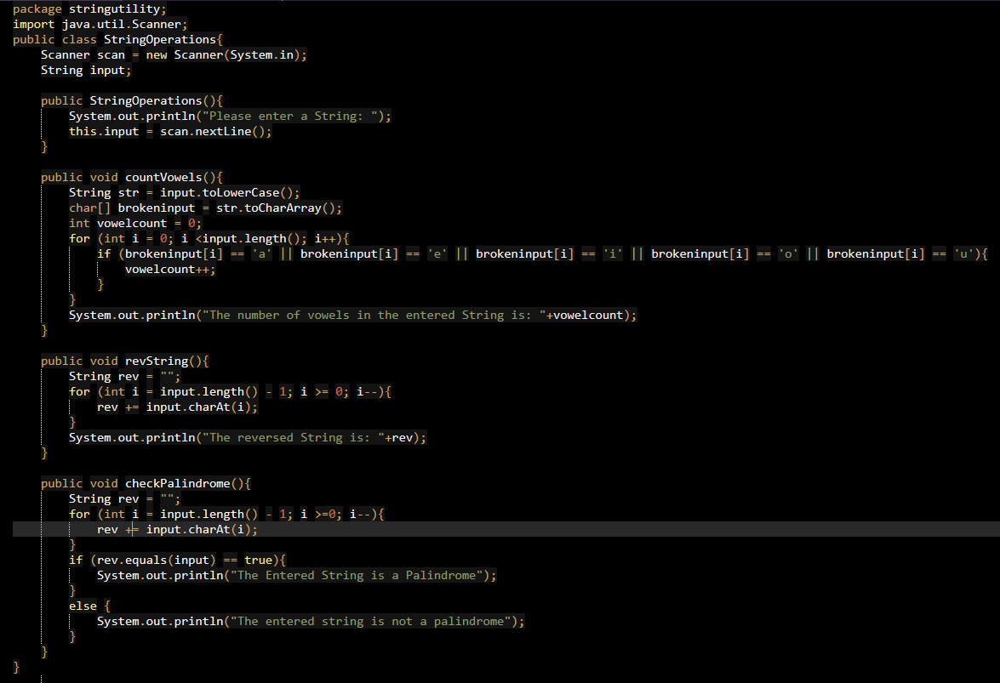 package stringutility;
import java.util.Scanner;
public class StringOperations{
    Scanner scan = new Scanner(System.in);
    String input;

    public StringOperations(){
        System.out.println("Please enter a String: ");
        this.input = scan.nextLine();
    }

    public void countVowels(){
        String str = input.toLowerCase();
        char[] brokeninput = str.toCharArray();
        int vowelcount = 0;
        for (int i = 0; i <input.length(); i++){
            if (brokeninput[i] == 'a' || brokeninput[i] == 'e' || brokeninput[i] == 'i' || brokeninput[i] == 'o' || brokeninput[i] == 'u'){
                vowelcount++;
            }
        }
        System.out.println("The number of vowels in the entered String is: "+vowelcount);
    }

    public void revString(){
        String rev = "";
        for (int i = input.length() - 1; i >= 0; i--){
            rev += input.charAt(i);
        }
        System.out.println("The reversed String is: "+rev);
    }

    public void checkPalindrome(){
        String rev = "";
        for (int i = input.length() - 1; i >=0; i--){
            rev += input.charAt(i);
        }
        if (rev.equals(input) == true){
            System.out.println("The Entered String is a Palindrome");
        }
        else {
            System.out.println("The entered string is not a palindrome");
        }
    }
}